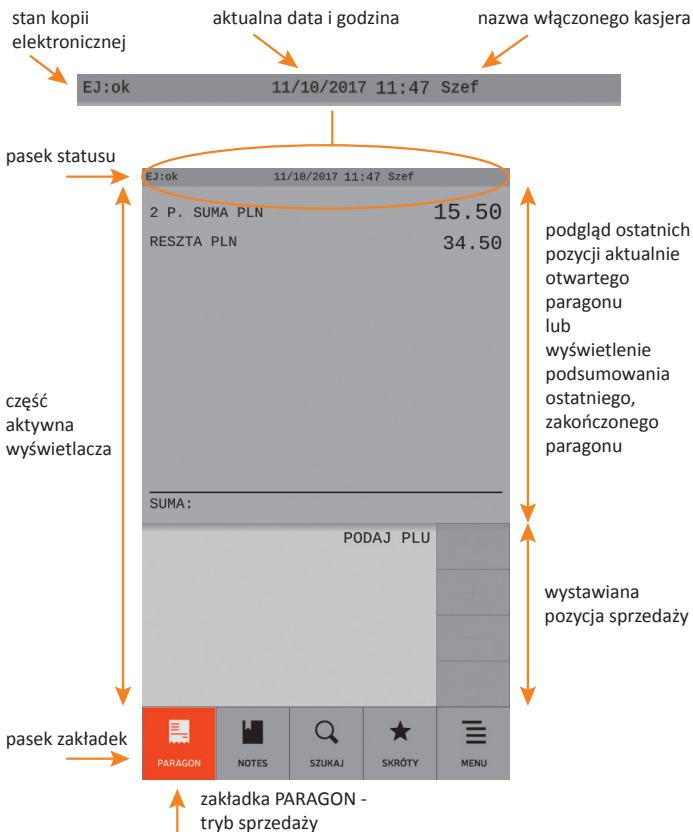 stan kopii
elektronicznej
aktualna data i godzina
nazwa włączonego kasjera
EJ:ok 11/10/2017 11:47 Szef
pasek statusu
EJ:ok 11/10/2017 11:47 Szef
2 P. SUMA PLN 15.50
RESZTA PLN 34.50
podgląd ostatnich
pozycji aktualnie
otwartego
paragonu
lub
wyświetlenie
podsumowania
ostatniego,
zakończonego
paragonu
część
aktywna
wyświetlacza
SUMA:
PODAJ PLU
wystawiana
pozycja sprzedaży
pasek zakładek
PARAGON NOTES SZUKAJ SKRÓTY MENU
zakładka PARAGON -
tryb sprzedaży